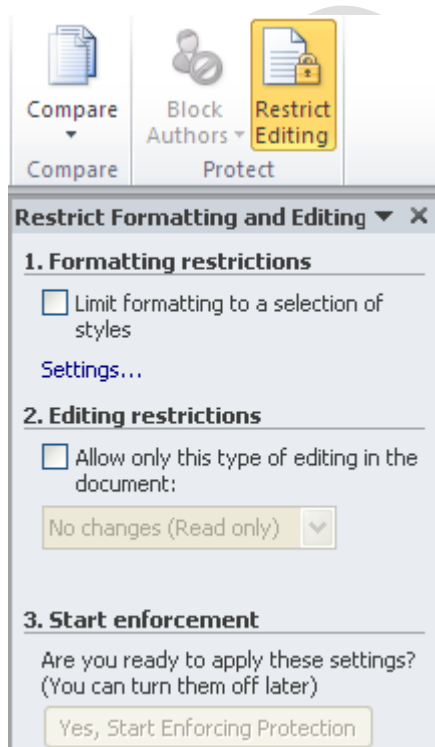 Compare
Block Authors
Restrict Editing
Compare
Protect
Restrict Formatting and Editing
1. Formatting restrictions
Limit formatting to a selection of
styles
Settings...
2. Editing restrictions
Allow only this type of editing in the
document:
No changes (Read only)
3. Start enforcement
Are you ready to apply these settings?
(You can turn them off later)
Yes, Start Enforcing Protection